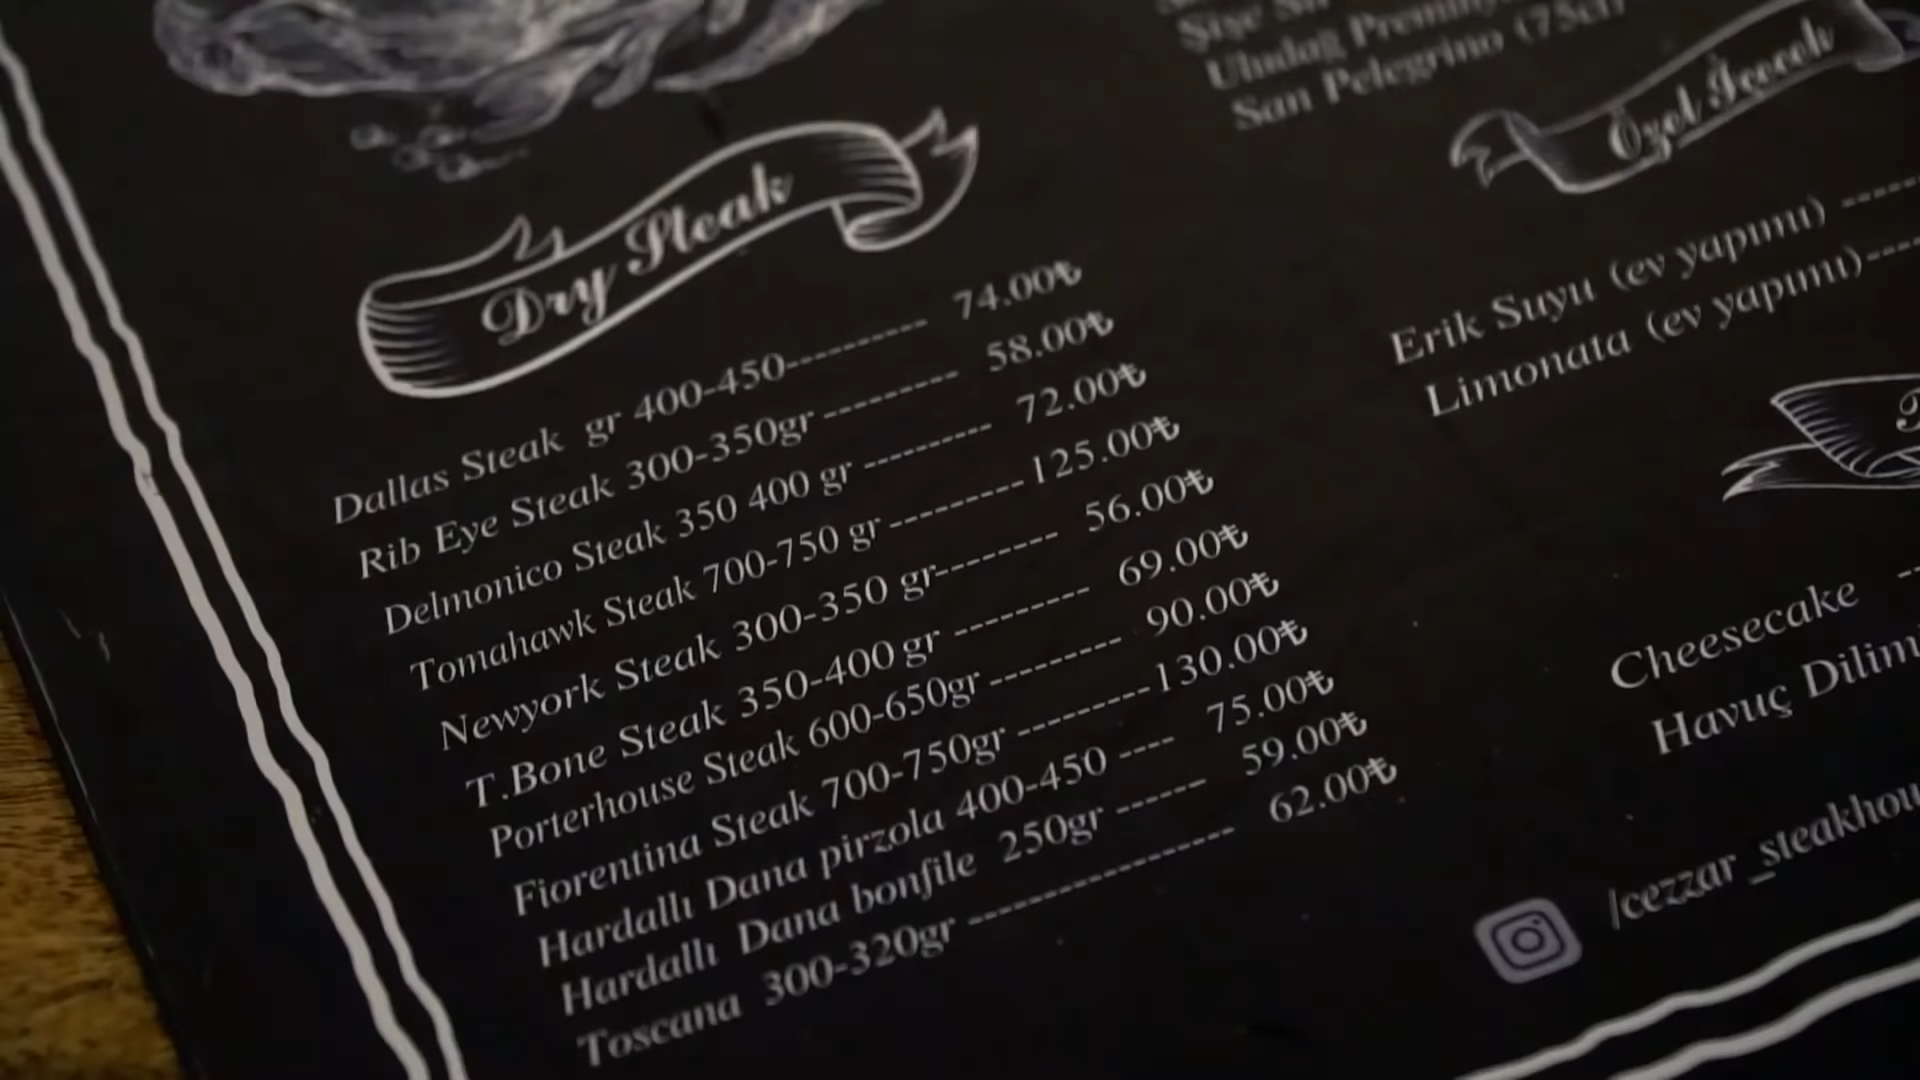 Dry Steak
Dallas Steak gr 400-450--------- 74.00₺
Rib Eye Steak 300-350gr --------- 58.00₺
Delmonico Steak 350 400 gr --------- 72.00₺
Tomahawk Steak 700-750 gr ---------125.00₺
Newyork Steak 300-350 gr-------- 56.00₺
T.Bone Steak 350-400 gr --------- 69.00₺
Porterhouse Steak 600-650gr --------- 90.00₺
Fiorentina Steak 700-750gr ---------130.00₺
Hardallı Dana pirzola 400-450 ---- 75.00₺
Hardallı Dana bonfile 250gr ------ 59.00₺
Toscana 300-320gr ------------------ 62.00₺
Şişe
Uludağ
San Pelegrino (75cl)
Özel İçecek
Erik Suyu (ev yapımı) -----
Limonata (ev yapımı)----
Cheesecake --
Havuç Dilim
/cezzar_steakhou